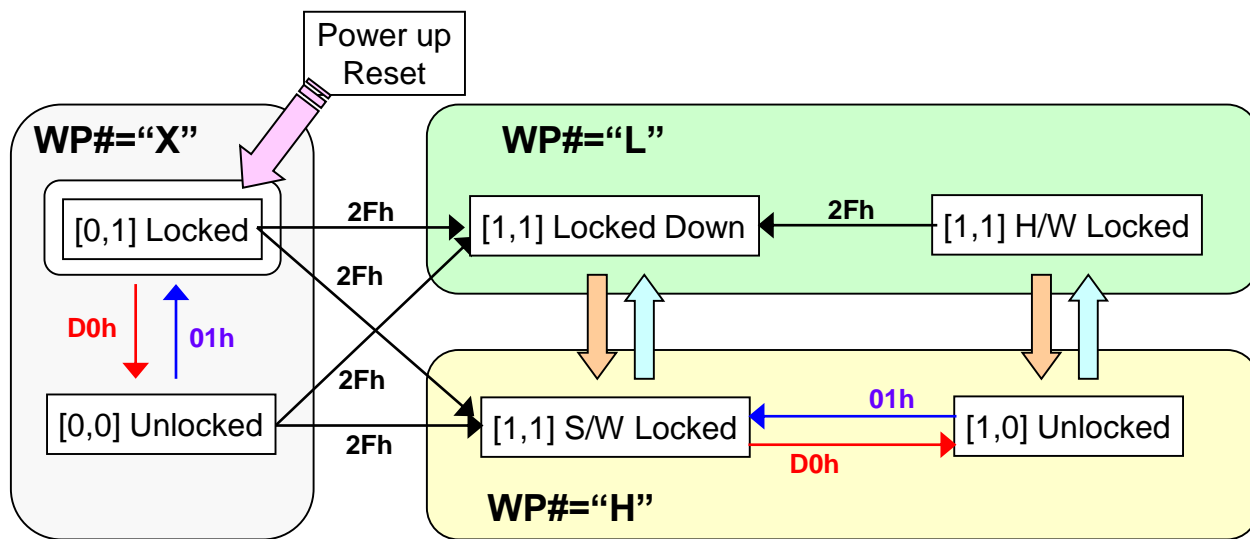 Power up
Reset
WP#=“X”
WP#=“L”
[0,1] Locked
2Fh
[1,1] Locked Down
2Fh
[1,1] H/W Locked
2Fh
D0h
01h
2Fh
[0,0] Unlocked
2Fh
[1,1] S/W Locked
01h
D0h
[1,0] Unlocked
WP#=“H”